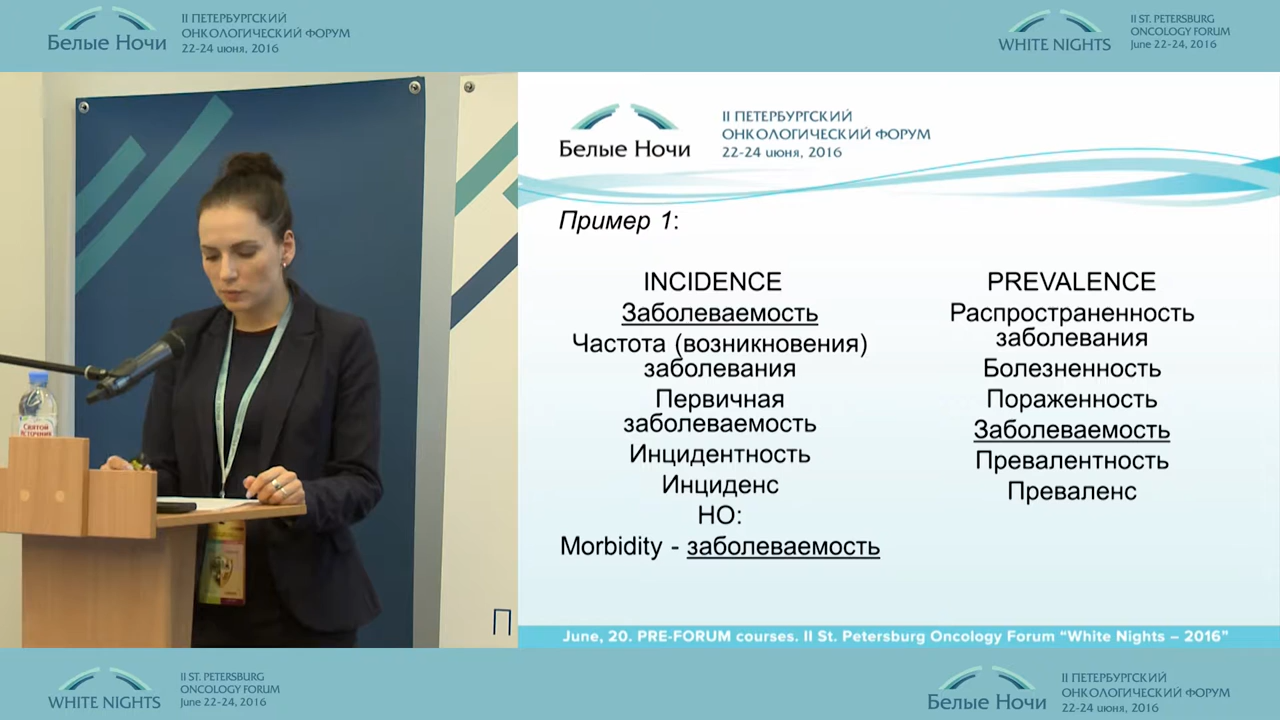 Белые Ночи
II ПЕТЕРБУРГСКИЙ
ОНКОЛОГИЧЕСКИЙ ФОРУМ
22-24 июня, 2016
WHITE NIGHTS
II ST. PETERSBURG
ONCOLOGY FORUM
June 22-24, 2016
Святой
Источник
П
Белые Ночи
II ПЕТЕРБУРГСКИЙ
ОНКОЛОГИЧЕСКИЙ ФОРУМ
22-24 июня, 2016
Пример 1:
INCIDENCE
Заболеваемость
Частота (возникновения)
заболевания
Первичная
заболеваемость
Инцидентность
Инциденс
НО:
Morbidity - заболеваемость
PREVALENCE
Распространенность
заболевания
Болезненность
Пораженность
Заболеваемость
Превалентность
Преваленс
June, 20. PRE-FORUM courses. II St. Petersburg Oncology Forum “White Nights – 2016”
WHITE NIGHTS
II ST. PETERSBURG
ONCOLOGY FORUM
June 22-24, 2016
Белые Ночи
II ПЕТЕРБУРГСКИЙ
ОНКОЛОГИЧЕСКИЙ ФОРУМ
22-24 июня, 2016